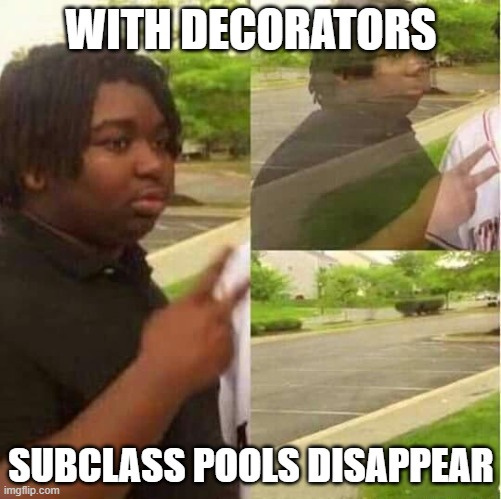 WITH DECORATORS
SUBCLASS POOLS DISAPPEAR
imgflip.com